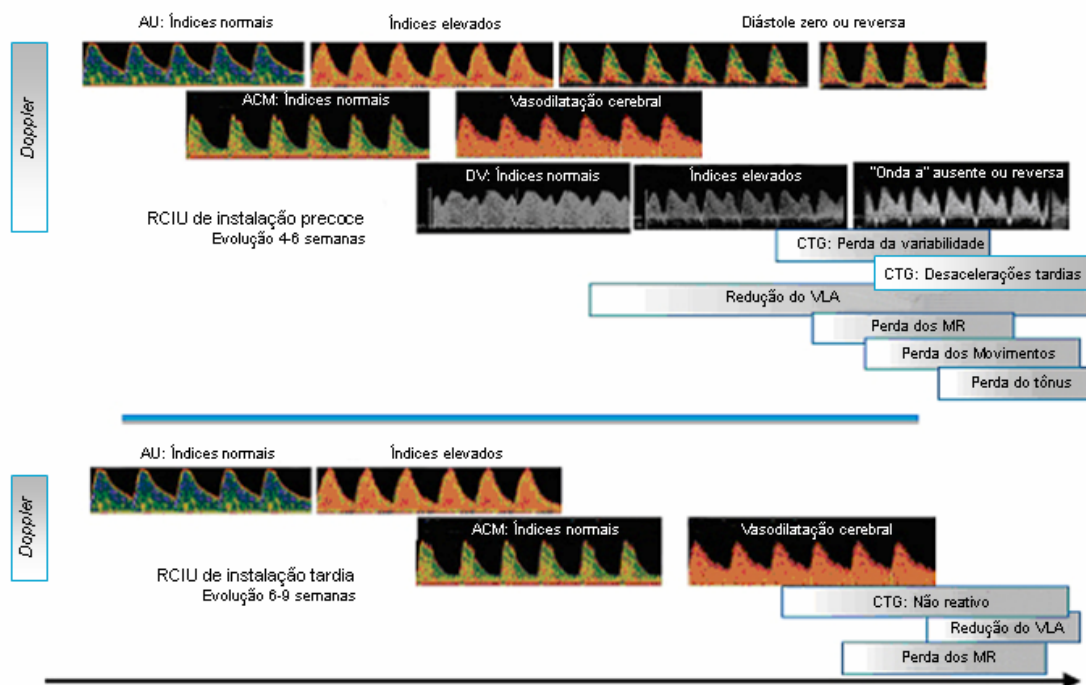 AU: Índices normais
Índices elevados
Diástole zero ou reversa
Doppler
ACM: Índices normais
Vasodilatação cerebral
DV: Índices normais
Índices elevados
"Onda a" ausente ou reversa
RCIU de instalação precoce
Evolução 4-6 semanas
CTG: Perda da variabilidade
CTG: Desacelerações tardias
Redução do VLA
Perda dos MR
Perda dos Movimentos
Perda do tônus
AU: Índices normais
Índices elevados
Doppler
ACM: Índices normais
Vasodilatação cerebral
RCIU de instalação tardia
Evolução 6-9 semanas
CTG: Não reativo
Redução do VLA
Perda dos MR